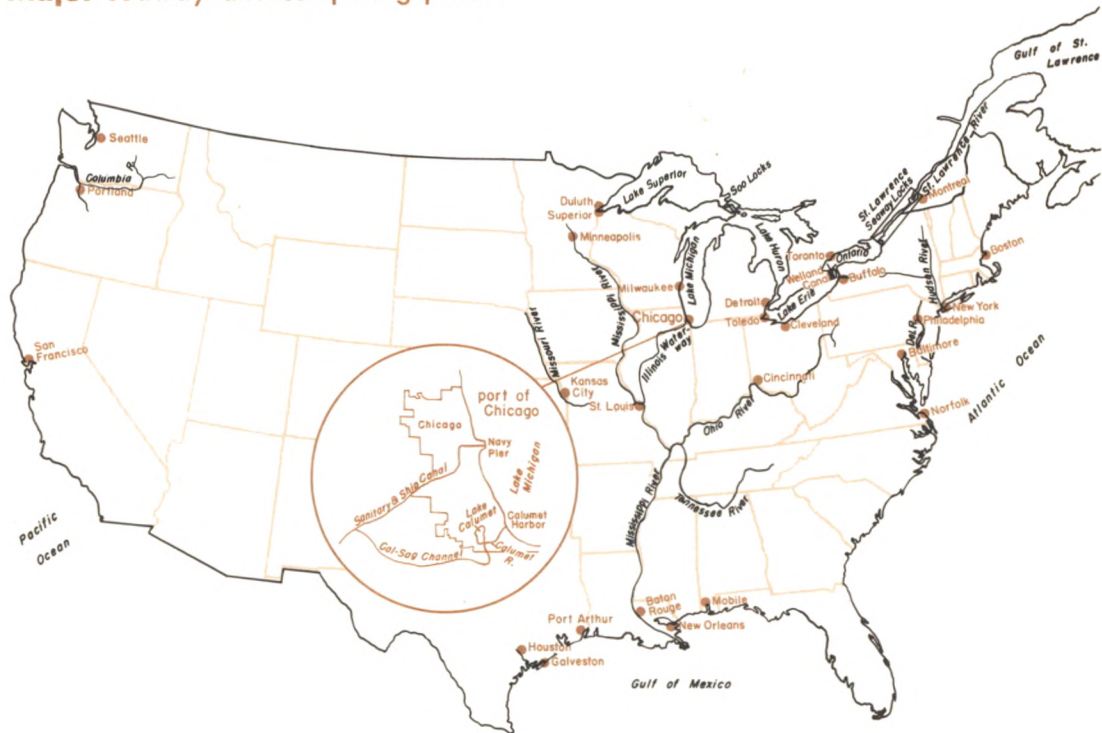 Gulf of St.
Lawrence
Seattle
Columbia
Portland
Duluth
Superior
Lake Superior
Soo Locks
St. Lawrence
Seaway Locks
St. Lawrence River
Montreal
Minneapolis
Mississippi River
Milwaukee
Lake Michigan
Lake Huron
Toronto
Ontario
Welland
Canal
Buffalo
Hudson River
Boston
Detroit
Lake Erie
Toledo
Cleveland
Chicago
New York
Philadelphia
Del. R.
Baltimore
San
Francisco
Missouri River
Illinois Water-
way
Kansas
City
St. Louis
Cincinnati
Ohio River
Norfolk
Atlantic Ocean
port of
Chicago
Chicago
Navy
Pier
Lake
Michigan
Sanitary & Ship Canal
Lake
Calumet
Calumet
Harbor
Cal-Sag Channel
Calumet
R.
Mississippi River
Tennessee River
Pacific
Ocean
Baton
Rouge
Mobile
New Orleans
Port Arthur
Houston
Galveston
Gulf of Mexico